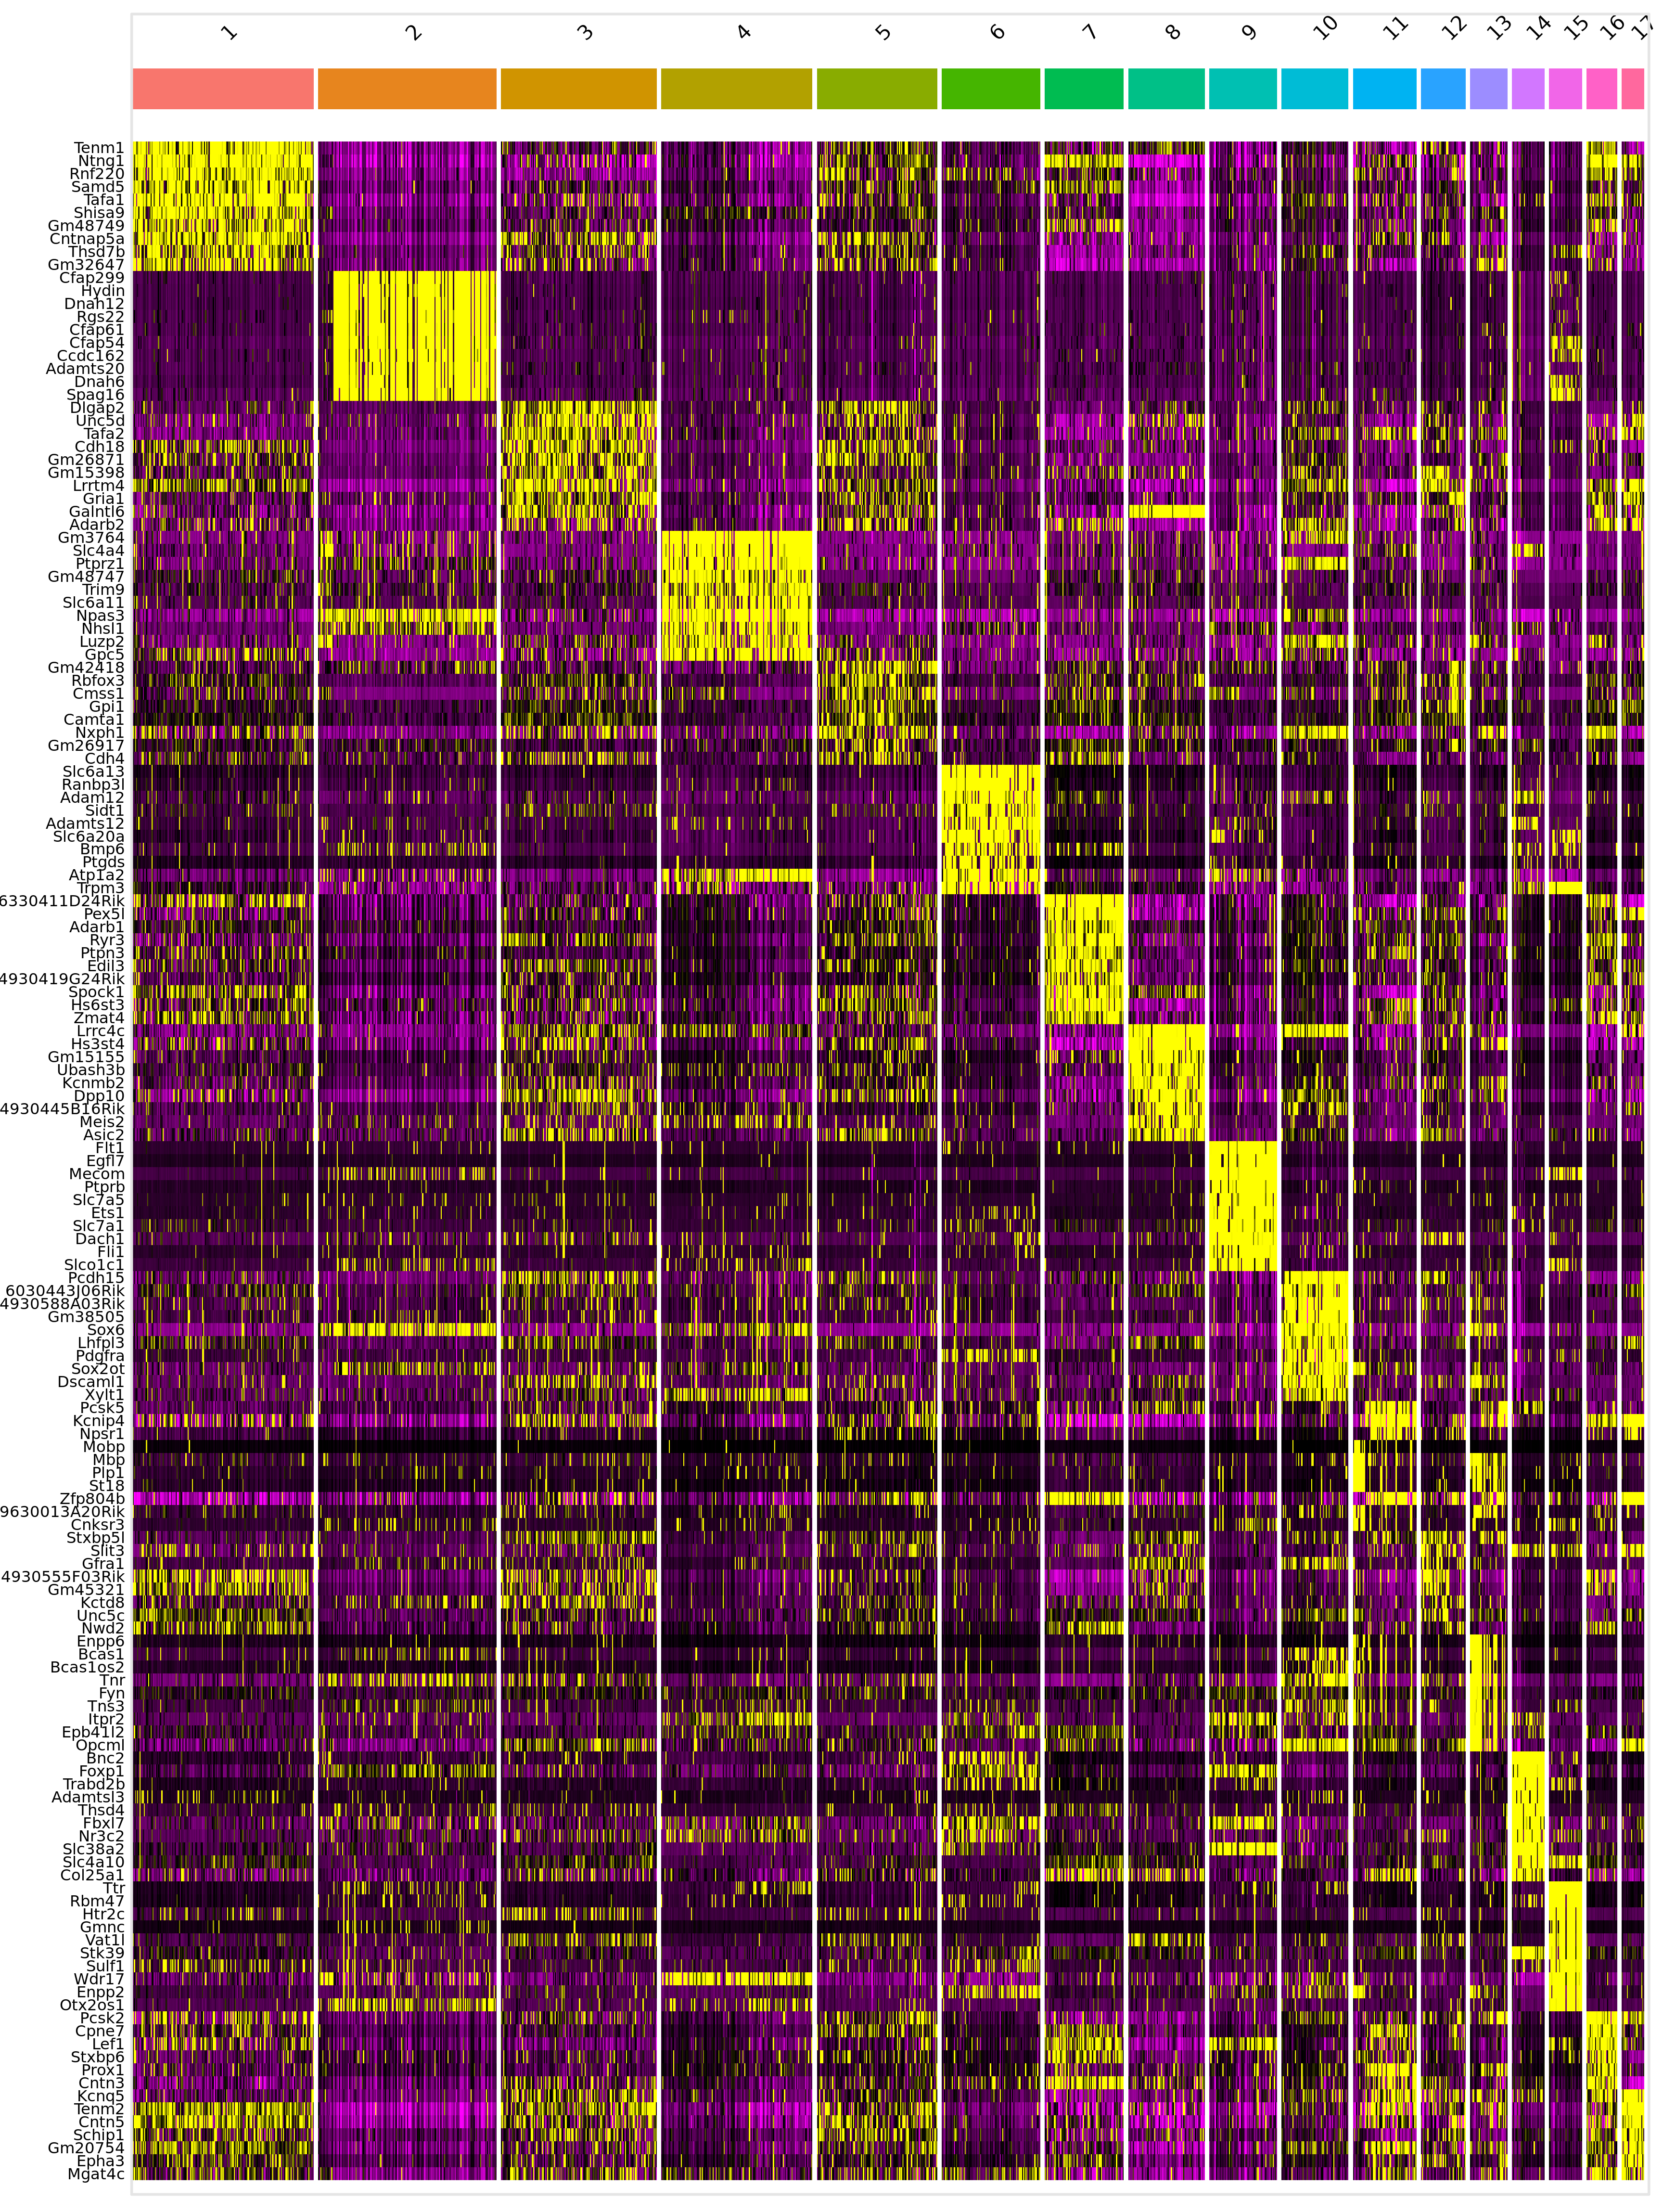 1 2 3 4 5 6 7 8 9 10 11 12 13 14 15 16 17
Tenm1
Ntng1
Rnf220
Samd5
Tafa1
Shisa9
Gm48749
Cntnap5a
Thsd7b
Gm32647
Cfap299
Hydin
Dnah12
Rgs22
Cfap61
Cfap54
Ccdc162
Adamts20
Dnah6
Spag16
Dlgap2
Unc5d
Tafa2
Cdh18
Gm26871
Gm15398
Lrrtm4
Gria1
Galntl6
Adarb2
Gm3764
Slc4a4
Ptprz1
Gm48747
Trim9
Slc6a11
Npas3
Nhsl1
Luzp2
Gpc5
Gm42418
Rbfox3
Cmss1
Gpi1
Camta1
Nxph1
Gm26917
Cdh4
Slc6a13
Ranbp3l
Adam12
Sidt1
Adamts12
Slc6a20a
Bmp6
Ptgds
Atp1a2
Trpm3
6330411D24Rik
Pex5l
Adarb1
Ryr3
Ptpn3
Edil3
4930419G24Rik
Spock1
Hs6st3
Zmat4
Lrrc4c
Hs3st4
Gm15155
Ubash3b
Kcnmb2
Dpp10
4930445B16Rik
Meis2
Asic2
Flt1
Egfl7
Mecom
Ptprb
Slc7a5
Ets1
Slc7a1
Dach1
Fli1
Slco1c1
Pcdh15
6030443J06Rik
4930588A03Rik
Gm38505
Sox6
Lhfpl3
Pdgfra
Sox2ot
Dscaml1
Xylt1
Pcsk5
Kcnip4
Npsr1
Mobp
Mbp
Plp1
St18
Zfp804b
9630013A20Rik
Cnksr3
Stxbp5l
Slit3
Gfra1
4930555F03Rik
Gm45321
Kctd8
Unc5c
Nwd2
Enpp6
Bcas1
Bcas1os2
Tnr
Fyn
Tns3
Itpr2
Epb41l2
Opcml
Bnc2
Foxp1
Trabd2b
Adamtsl3
Thsd4
Fbxl7
Nr3c2
Slc38a2
Slc4a10
Col25a1
Ttr
Rbm47
Htr2c
Gmnc
Vat1l
Stk39
Sulf1
Wdr17
Enpp2
Otx2os1
Pcsk2
Cpne7
Lef1
Stxbp6
Prox1
Cntn3
Kcnq5
Tenm2
Cntn5
Schip1
Gm20754
Epha3
Mgat4c